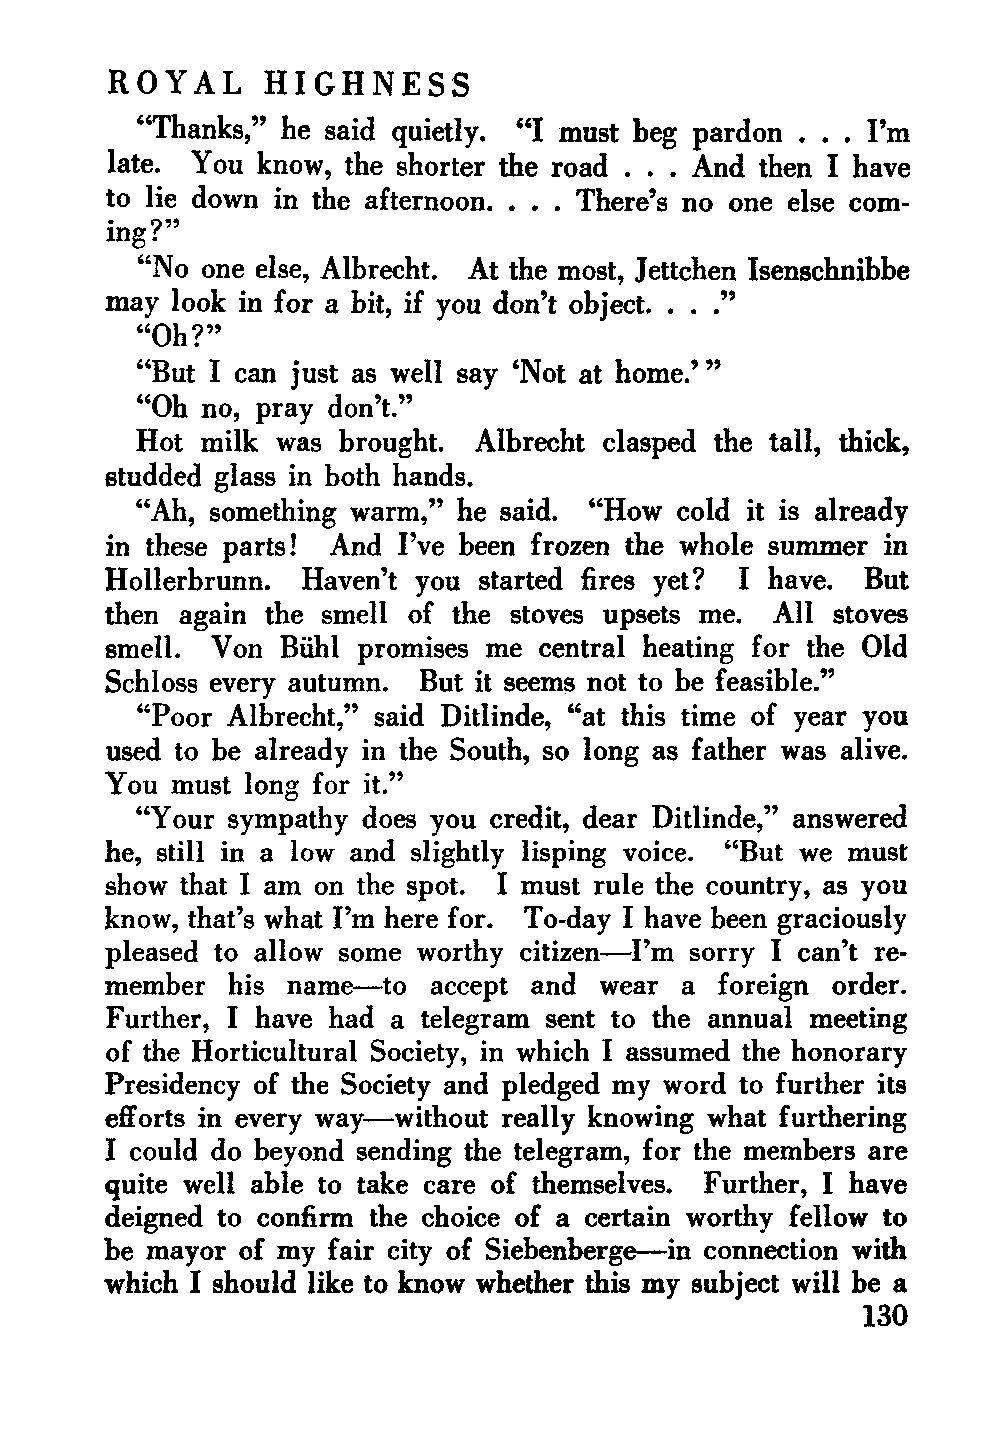 ROYAL HIGHNESS
“Thanks,” he said quietly. “I must beg pardon . . . I’m
late. You know, the shorter the road . . . And then I have
to lie down in the afternoon. . . . There’s no one else com-
ing?”
“No one else, Albrecht. At the most, Jettchen Isenschnibbe
may look in for a bit, if you don’t object. . . .”
“Oh?”
“But I can just as well say ‘Not at home.’ ”
“Oh no, pray don’t.”
Hot milk was brought. Albrecht clasped the tall, thick,
studded glass in both hands.
“Ah, something warm,” he said. “How cold it is already
in these parts! And I’ve been frozen the whole summer in
Hollerbrunn. Haven’t you started fires yet? I have. But
then again the smell of the stoves upsets me. All stoves
smell. Von Bühl promises me central heating for the Old
Schloss every autumn. But it seems not to be feasible.”
“Poor Albrecht,” said Ditlinde, “at this time of year you
used to be already in the South, so long as father was alive.
You must long for it.”
“Your sympathy does you credit, dear Ditlinde,” answered
he, still in a low and slightly lisping voice. “But we must
show that I am on the spot. I must rule the country, as you
know, that’s what I’m here for. To-day I have been graciously
pleased to allow some worthy citizen—I’m sorry I can’t re-
member his name—to accept and wear a foreign order.
Further, I have had a telegram sent to the annual meeting
of the Horticultural Society, in which I assumed the honorary
Presidency of the Society and pledged my word to further its
efforts in every way—without really knowing what furthering
I could do beyond sending the telegram, for the members are
quite well able to take care of themselves. Further, I have
deigned to confirm the choice of a certain worthy fellow to
be mayor of my fair city of Siebenberge—in connection with
which I should like to know whether this my subject will be a
130